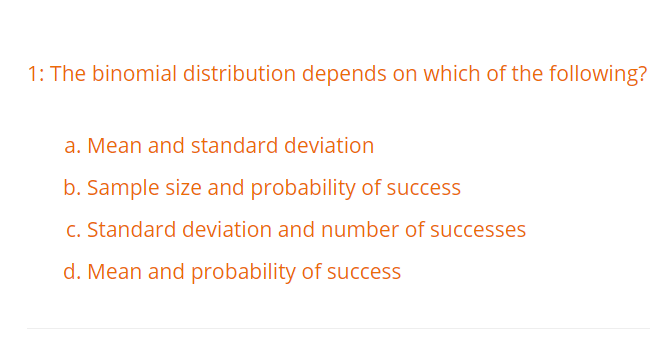 1: The binomial distribution depends on which of the following?
a. Mean and standard deviation
b. Sample size and probability of success
c. Standard deviation and number of successes
d. Mean and probability of success